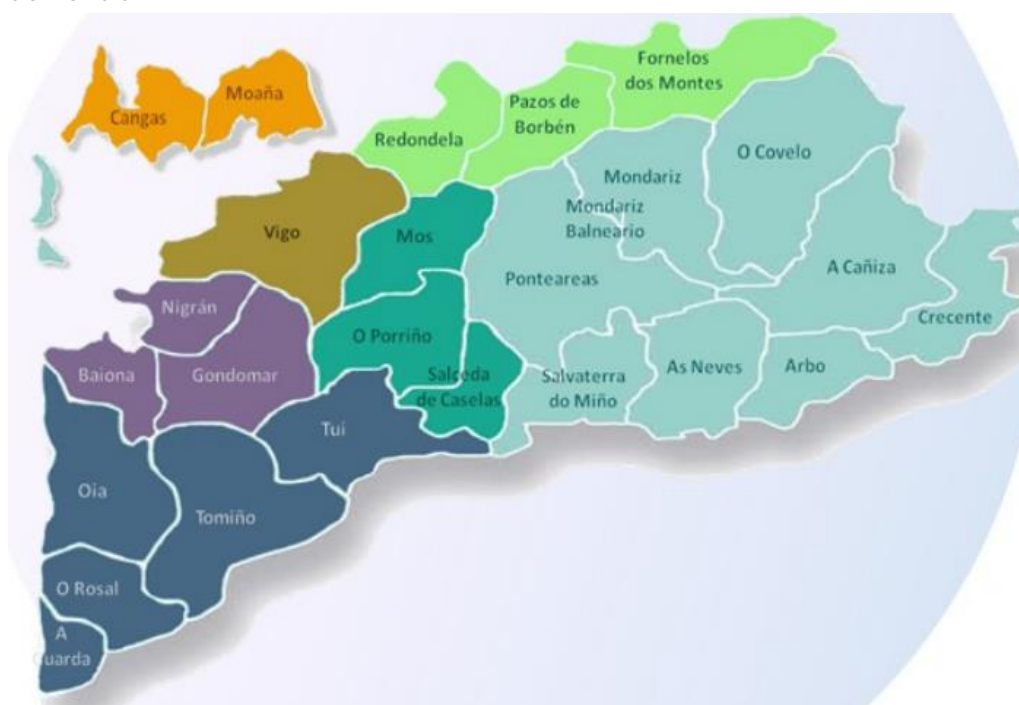 Fornelos
dos Montes
Moaña
Cangas
Pazos de
Borbén
Redondela
O Covelo
Mondariz
Mondariz
Balneario
Vigo
Mos
A Cañiza
Ponteareas
Nigrán
Crecente
O Porriño
As Neves
Arbo
Baiona
Gondomar
Salceda
de Caselas
Salvaterra
do Miño
Tui
Oia
Tomiño
O Rosal
A
Guarda